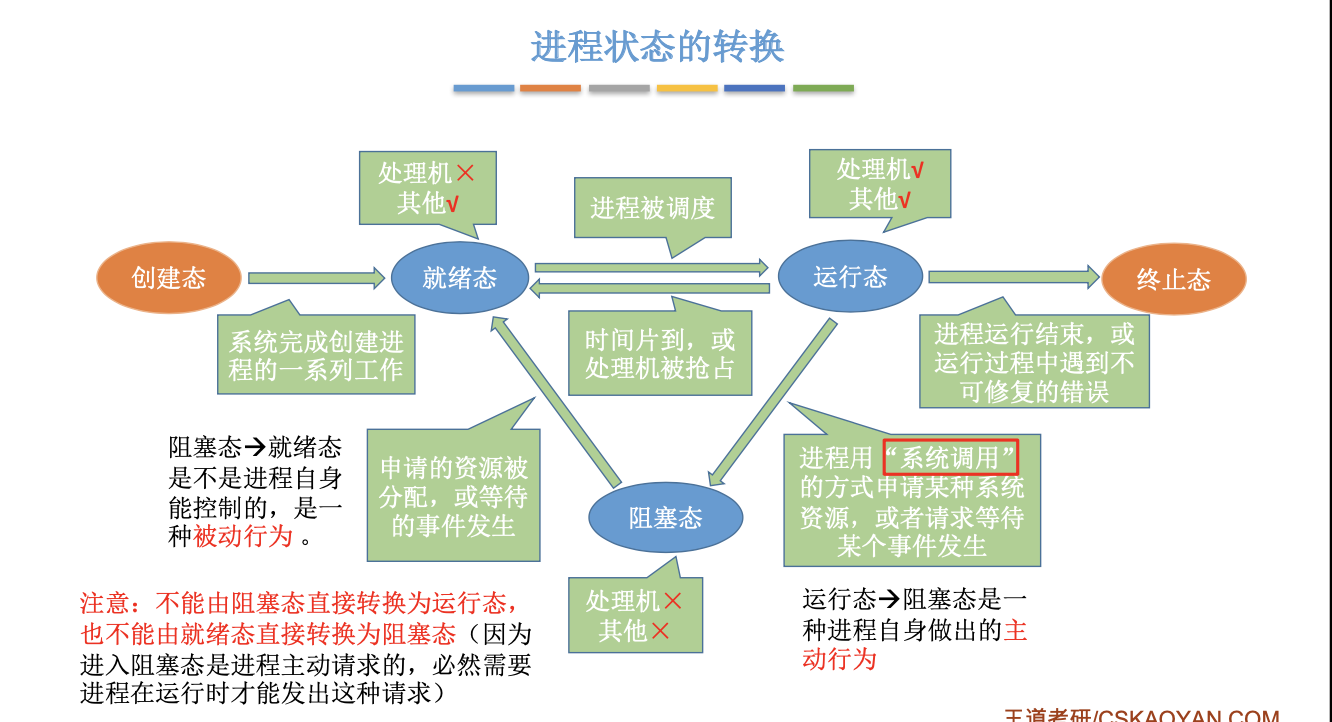 进程状态的转换
处理机×
其他√
进程被调度
处理机√
其他√
创建态
就绪态
运行态
终止态
系统完成创建进
程的一系列工作
时间片到，或
处理机被抢占
进程运行结束，或
运行过程中遇到不
可修复的错误
阻塞态→就绪态
是不是进程自身
能控制的，是一
种被动行为 。
申请的资源被
分配，或等待
的事件发生
进程用“系统调用”
的方式申请某种系统
资源，或者请求等待
某个事件发生
阻塞态
处理机×
其他×
注意：不能由阻塞态直接转换为运行态，
也不能由就绪态直接转换为阻塞态（因为
进入阻塞态是进程主动请求的，必然需要
进程在运行时才能发出这种请求）
运行态→阻塞态是一
种进程自身做出的主
动行为
王道考研/CSKAOYAN.COM